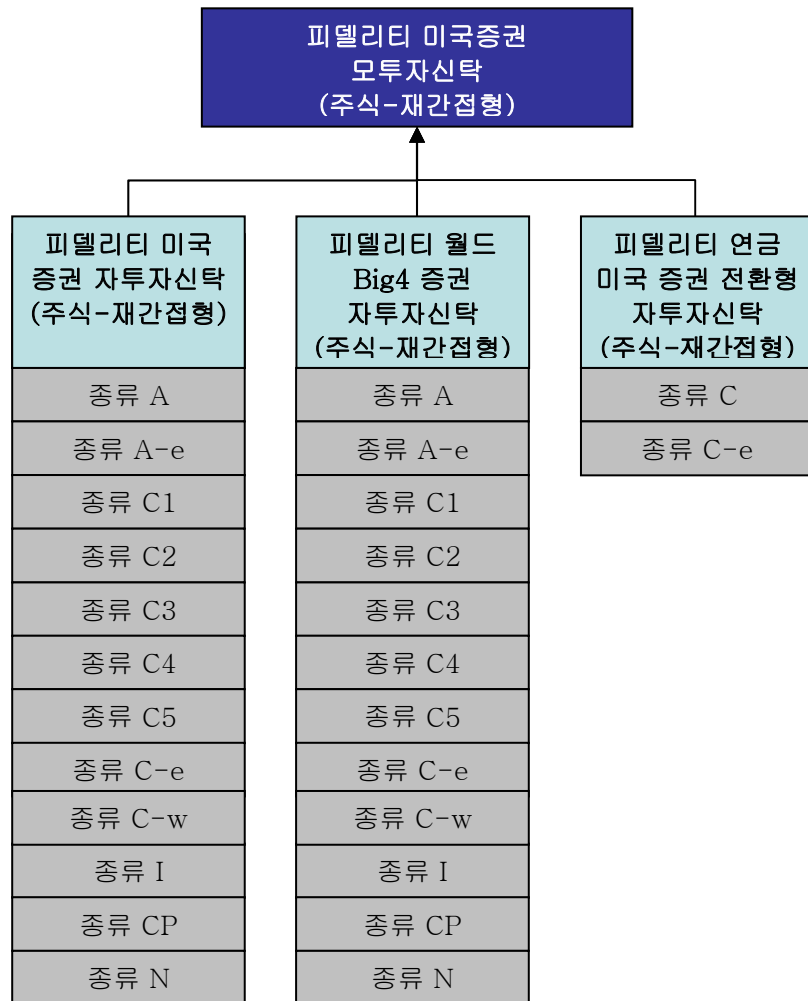 피델리티 미국증권
모투자신탁
(주식-재간접형)
피델리티 미국
증권 자투자신탁
(주식-재간접형)
종류 A
종류 A-e
종류 C1
종류 C2
종류 C3
종류 C4
종류 C5
종류 C-e
종류 C-w
종류 I
종류 CP
종류 N
피델리티 월드
Big4 증권
자투자신탁
(주식-재간접형)
종류 A
종류 A-e
종류 C1
종류 C2
종류 C3
종류 C4
종류 C5
종류 C-e
종류 C-w
종류 I
종류 CP
종류 N
피델리티 연금
미국 증권 전환형
자투자신탁
(주식-재간접형)
종류 C
종류 C-e